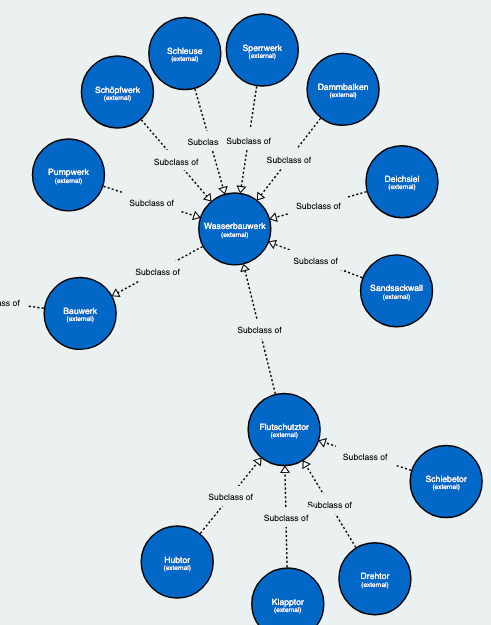 Sperrwerk
(external)
Schleuse
(external)
Schöpfwerk
(external)
Dammbalken
(external)
Subclas
Subclass of
Subclass of
Subclass of
Pumpwerk
(external)
Deichsiel
(external)
Subclass of
Subclass of
Wasserbauwerk
(external)
Subclass of
Subclass of
Sandsackwall
(external)
ass of
Bauwerk
(external)
Subclass of
Flutschutztor
(external)
Subclass of
Schiebetor
(external)
Subclass of
Subclass of
Subclass of
Hubtor
(external)
Drehtor
(external)
Klapptor
(external)